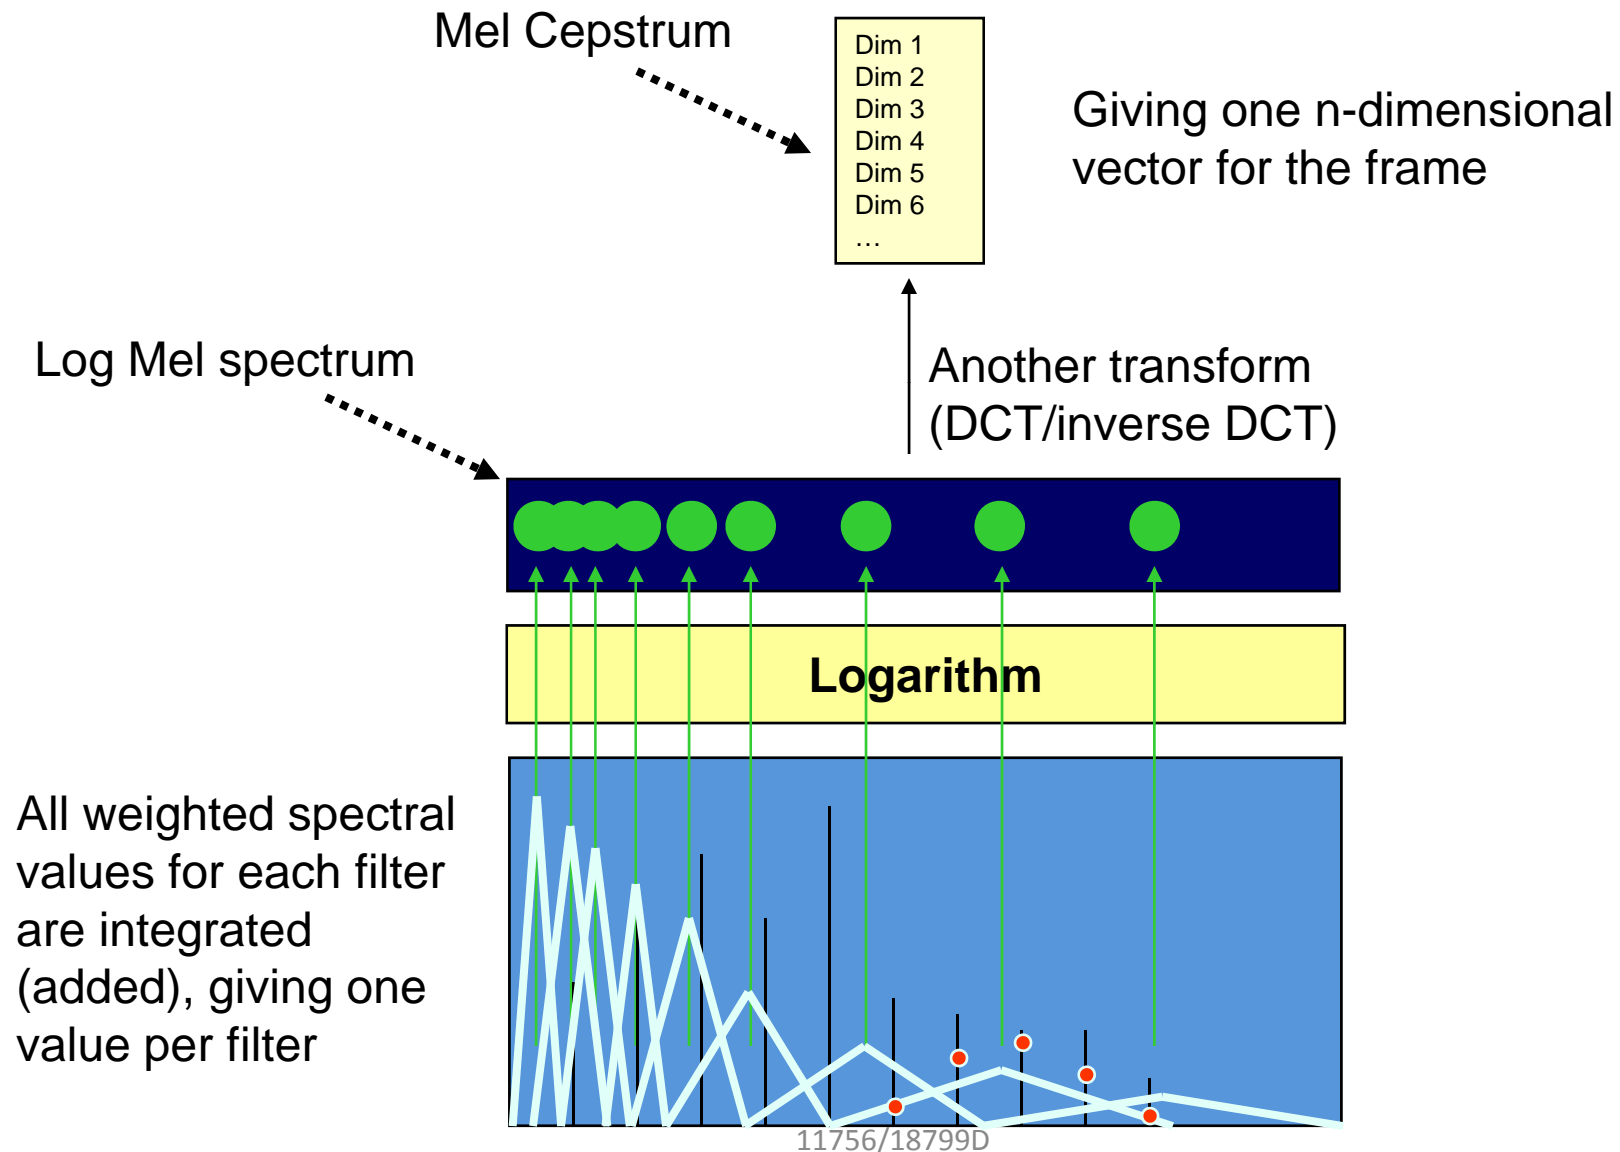 Mel Cepstrum
Dim 1
Dim 2
Dim 3
Dim 4
Dim 5
Dim 6
…
Giving one n-dimensional
vector for the frame
Log Mel spectrum
Another transform
(DCT/inverse DCT)
Logarithm
All weighted spectral
values for each filter
are integrated
(added), giving one
value per filter
11756/18799D